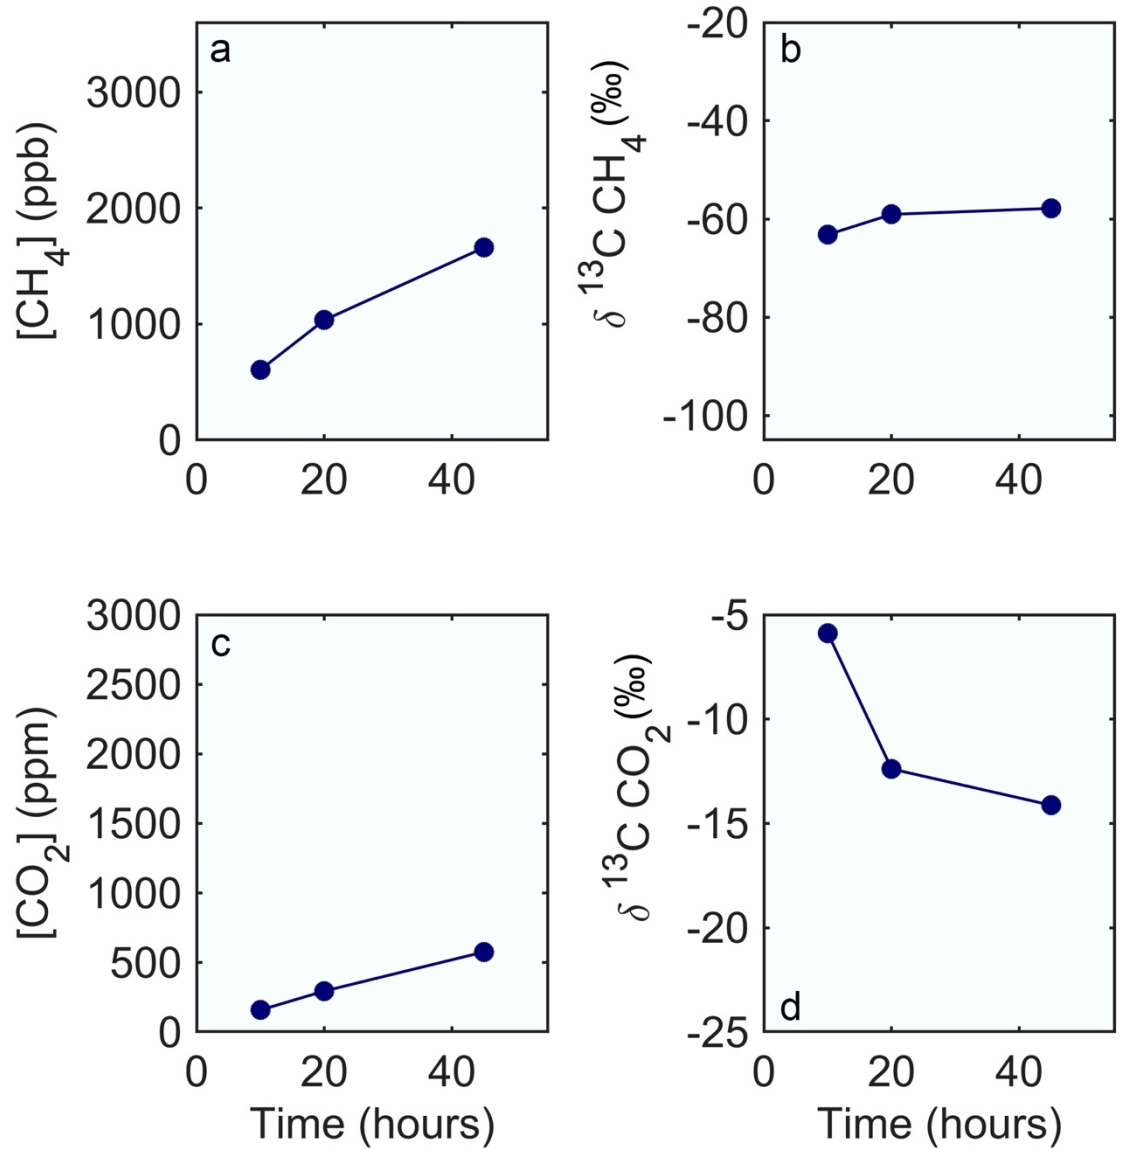 a
[CH4] (ppb)
3000
2000
1000
0
0 20 40
b
δ 13C CH4 (‰)
-20
-40
-60
-80
-100
0 20 40
c
[CO2] (ppm)
3000
2500
2000
1500
1000
500
0
0 20 40
Time (hours)
d
δ 13C CO2(‰)
-5
-10
-15
-20
-25
0 20 40
Time (hours)